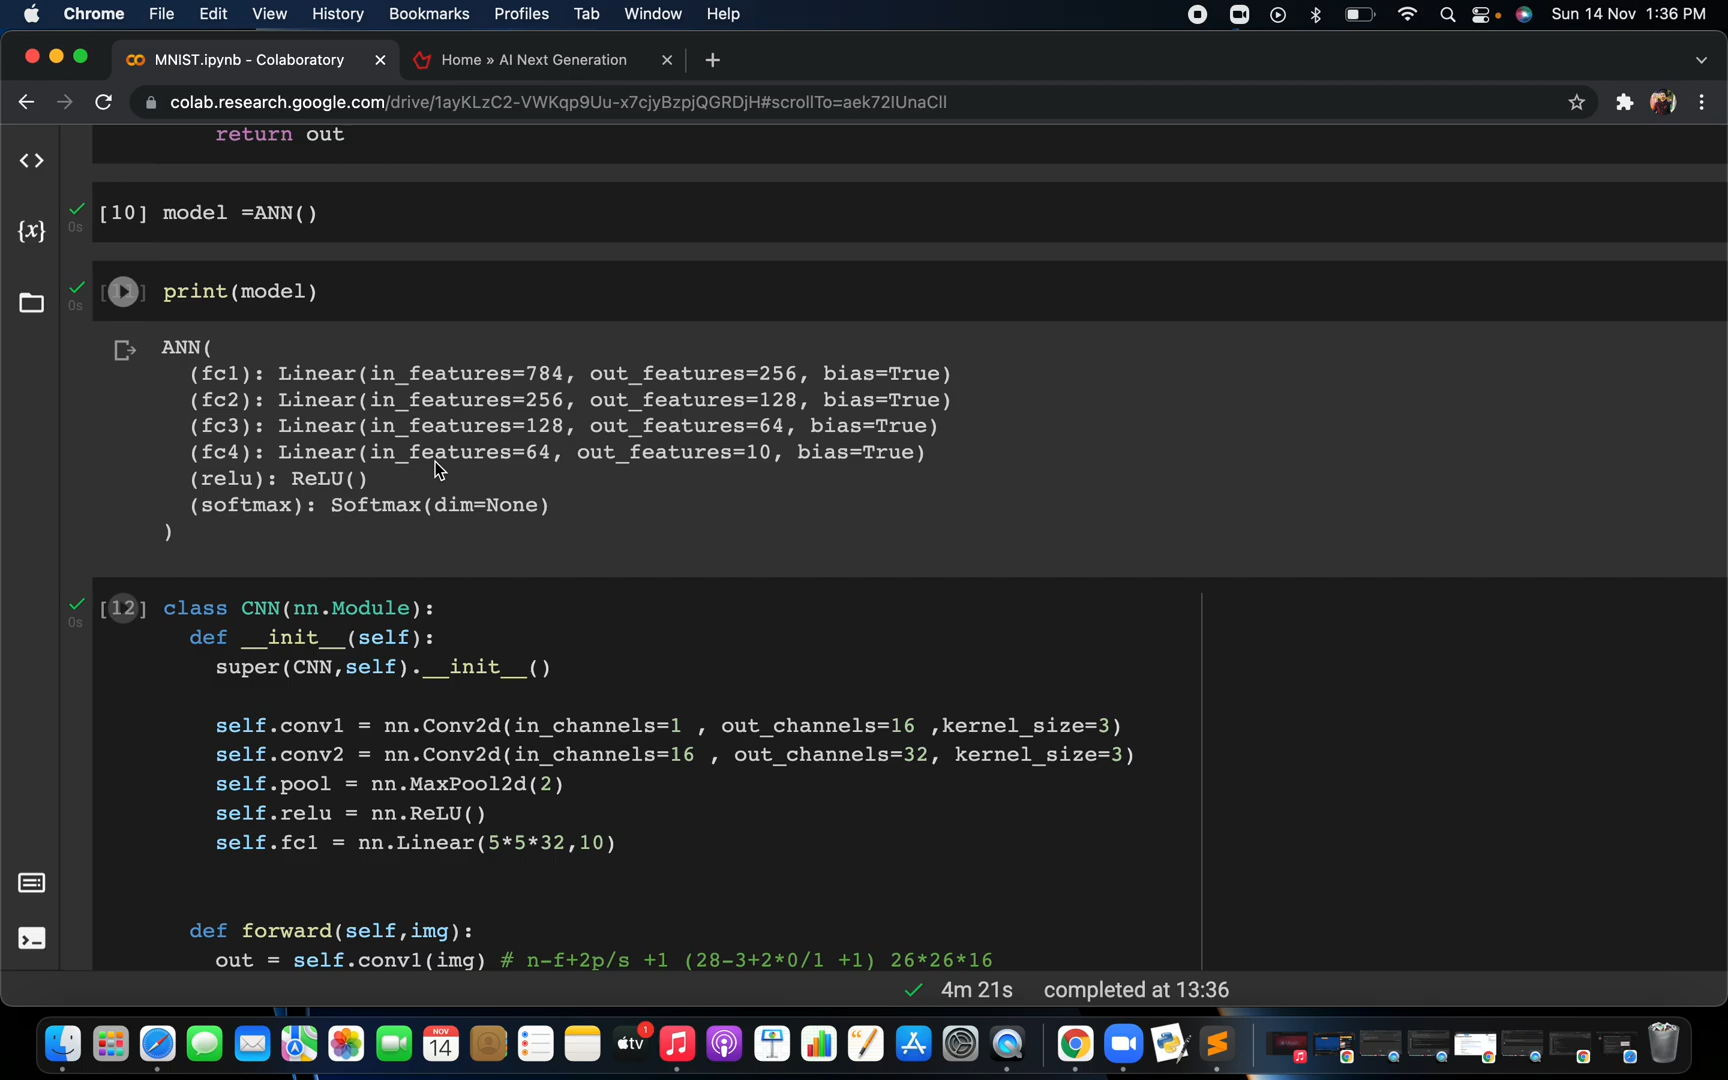 Chrome File Edit View History Bookmarks Profiles Tab Window Help Sun 14 Nov 1:36 PM
MNIST.ipynb - Colaboratory Home » AI Next Generation
colab.research.google.com/drive/1ayKLzC2-VWKqp9Uu-x7cjyBzpjQGRDjH#scrollTo=aek72IUnaCIl
return out
[10] model =ANN()
0s
[11] print(model)
0s
ANN(
(fc1): Linear(in_features=784, out_features=256, bias=True)
(fc2): Linear(in_features=256, out_features=128, bias=True)
(fc3): Linear(in_features=128, out_features=64, bias=True)
(fc4): Linear(in_features=64, out_features=10, bias=True)
(relu): ReLU()
(softmax): Softmax(dim=None)
)
[12] class CNN(nn.Module):
0s
def __init__(self):
super(CNN,self).__init__()
self.conv1 = nn.Conv2d(in_channels=1 , out_channels=16 ,kernel_size=3)
self.conv2 = nn.Conv2d(in_channels=16 , out_channels=32, kernel_size=3)
self.pool = nn.MaxPool2d(2)
self.relu = nn.ReLU()
self.fc1 = nn.Linear(5*5*32,10)
def forward(self,img):
out = self.conv1(img) # n-f+2p/s +1 (28-3+2*0/1 +1) 26*26*16
4m 21s completed at 13:36
NOV
14
tv
1